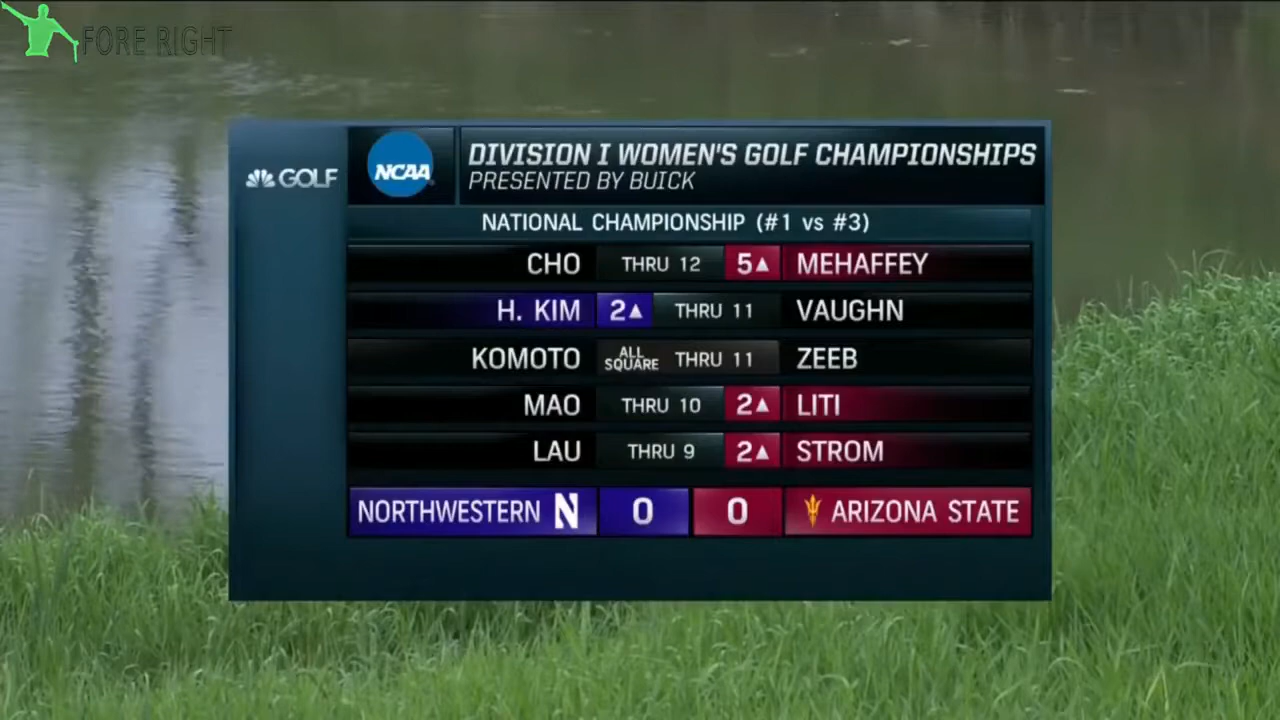 FORE RIGHT
GOLF
NCAA
DIVISION I WOMEN'S GOLF CHAMPIONSHIPS
PRESENTED BY BUICK
NATIONAL CHAMPIONSHIP (#1 vs #3)
CHO THRU 12 5▲ MEHAFFEY
H. KIM 2▲ THRU 11 VAUGHN
KOMOTO ALL SQUARE THRU 11 ZEEB
MAO THRU 10 2▲ LITI
LAU THRU 9 2▲ STROM
NORTHWESTERN N 0 0 ARIZONA STATE